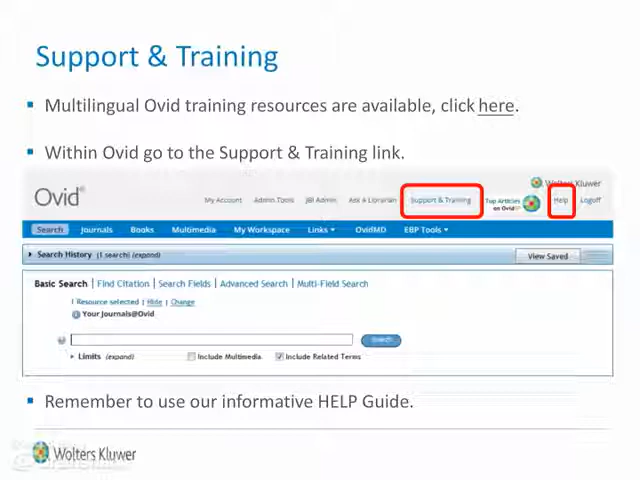 Support & Training
Multilingual Ovid training resources are available, click here.
Within Ovid go to the Support & Training link.
Wolters Kluwer
Ovid®
My Account Admin Tools JBI Admin Ask A Librarian Support & Training Top Articles on Ovid Help Logoff
Search Journals Books Multimedia My Workspace Links OvidMD EBP Tools
Search History (1 search) (expand) View Saved
Basic Search | Find Citation | Search Fields | Advanced Search | Multi-Field Search
1 Resource selected | Hide | Change
Your Journals@Ovid
Search
Limits (expand) Include Multimedia Include Related Terms
Remember to use our informative HELP Guide.
Wolters Kluwer